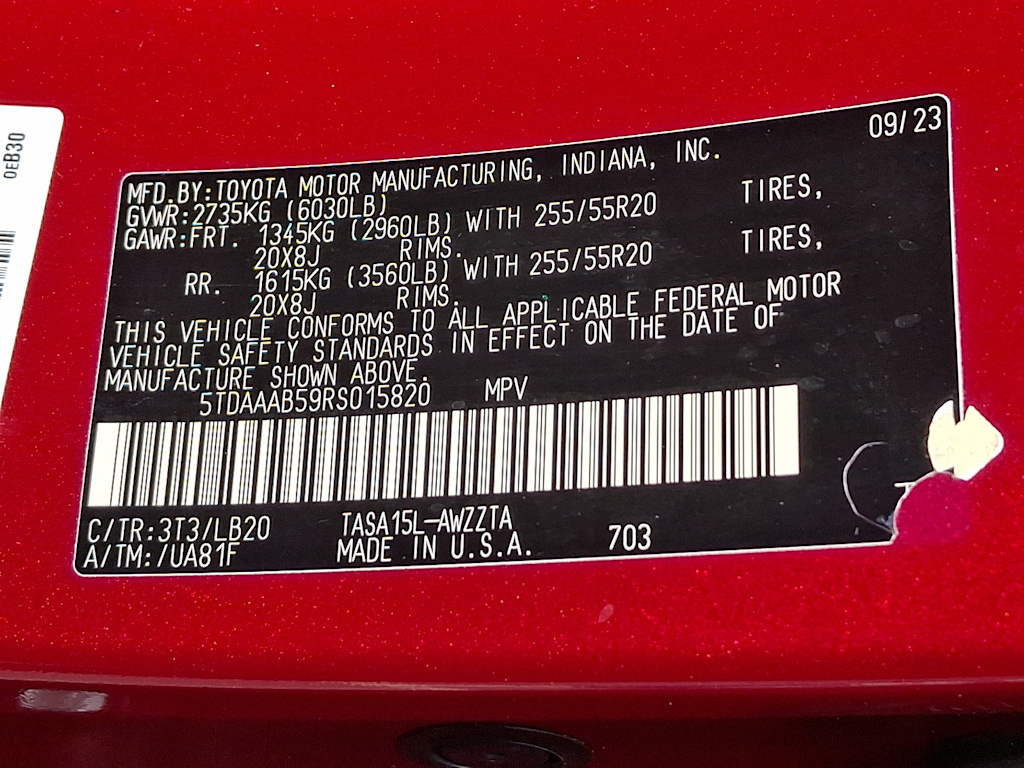 0EB30
09/23
MFD.BY:TOYOTA MOTOR MANUFACTURING, INDIANA, INC.
GVWR:2735KG (6030LB)
GAWR:FRT. 1345KG (2960LB) WITH 255/55R20 TIRES,
20X8J RIMS.
RR. 1615KG (3560LB) WITH 255/55R20 TIRES,
20X8J RIMS.
THIS VEHICLE CONFORMS TO ALL APPLICABLE FEDERAL MOTOR
VEHICLE SAFETY STANDARDS IN EFFECT ON THE DATE OF
MANUFACTURE SHOWN ABOVE.
5TDAAAB59RS015820 MPV
C/TR:3T3/LB20 TASA15L-AWZZTA
A/TM:/UA81F MADE IN U.S.A. 703